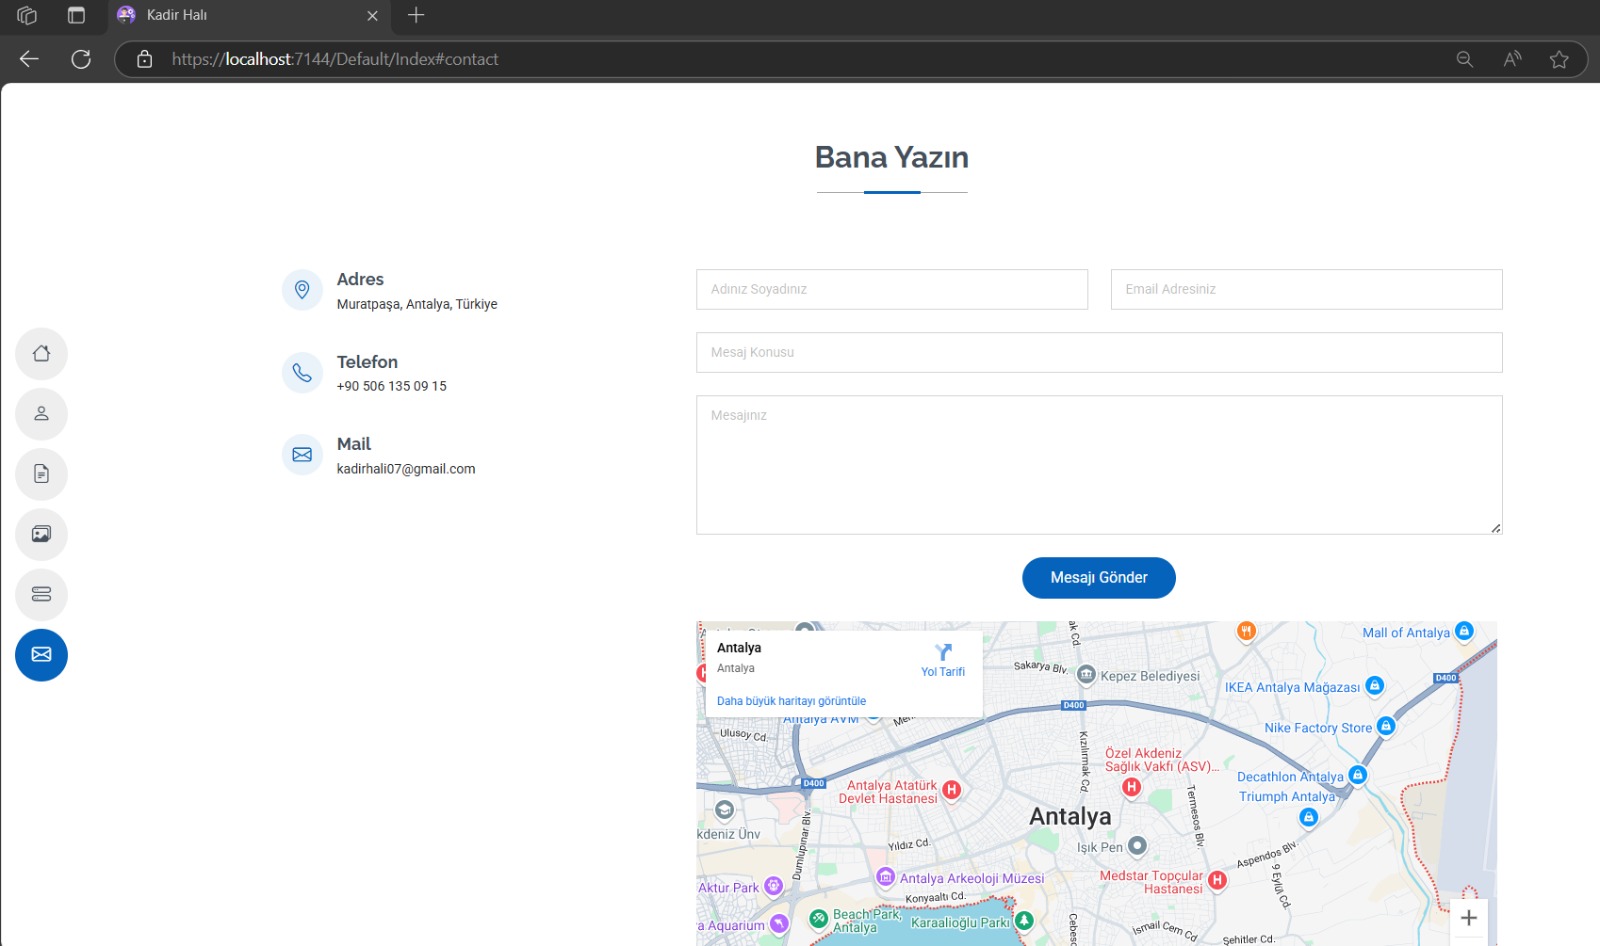 Kadir Halı
https://localhost:7144/Default/Index#contact
Bana Yazın
Adres
Muratpaşa, Antalya, Türkiye
Telefon
+90 506 135 09 15
Mail
kadirhali07@gmail.com
Adınız Soyadınız
Email Adresiniz
Mesaj Konusu
Mesajınız
Mesajı Gönder
Antalya
Antalya
Yol Tarifi
Daha büyük haritayı görüntüle
Sakarya Blv.
Kepez Belediyesi
Mall of Antalya
IKEA Antalya Mağazası
D400
D400
Nike Factory Store
Antalya AVM
Ulusoy Cd.
Kızılırmak Cd.
Özel Akdeniz
Sağlık Vakfı (ASV)...
Decathlon Antalya
Triumph Antalya
D400
Antalya Atatürk
Devlet Hastanesi
Termesos Blv.
Antalya
kdeniz Ünv
Dumlupınar Blv.
Yıldız Cd.
Işık Pen
Aspendos Blv.
Medstar Topçular
Hastanesi
9 Eylül Cd.
Aktur Park
Antalya Arkeoloji Müzesi
Konyaaltı Cd.
Beach Park,
Antalya
Karaalioğlu Parkı
a Aquarium
İsmail Cem Cd.
Şehitler Cd.